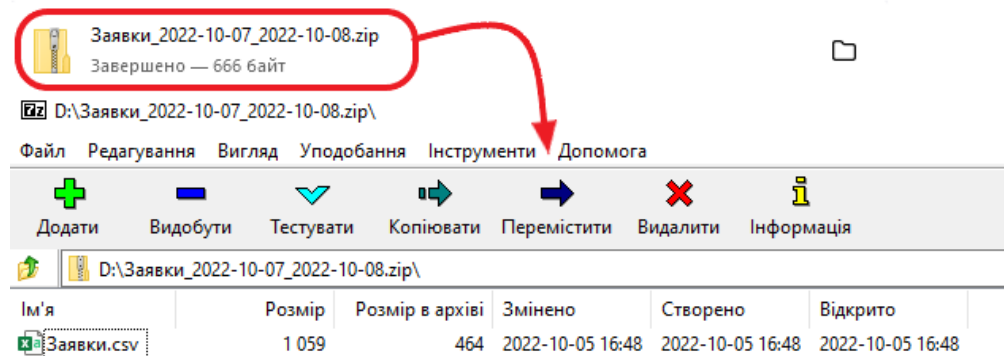 Заявки_2022-10-07_2022-10-08.zip
Завершено — 666 байт
7z D:\Заявки_2022-10-07_2022-10-08.zip\
Файл Редагування Вигляд Уподобання Інструменти Допомога
Додати Видобути Тестувати Копіювати Перемістити Видалити Інформація
D:\Заявки_2022-10-07_2022-10-08.zip\
Ім'я Розмір Розмір в архіві Змінено Створено Відкрито
Заявки.csv 1 059 464 2022-10-05 16:48 2022-10-05 16:48 2022-10-05 16:48